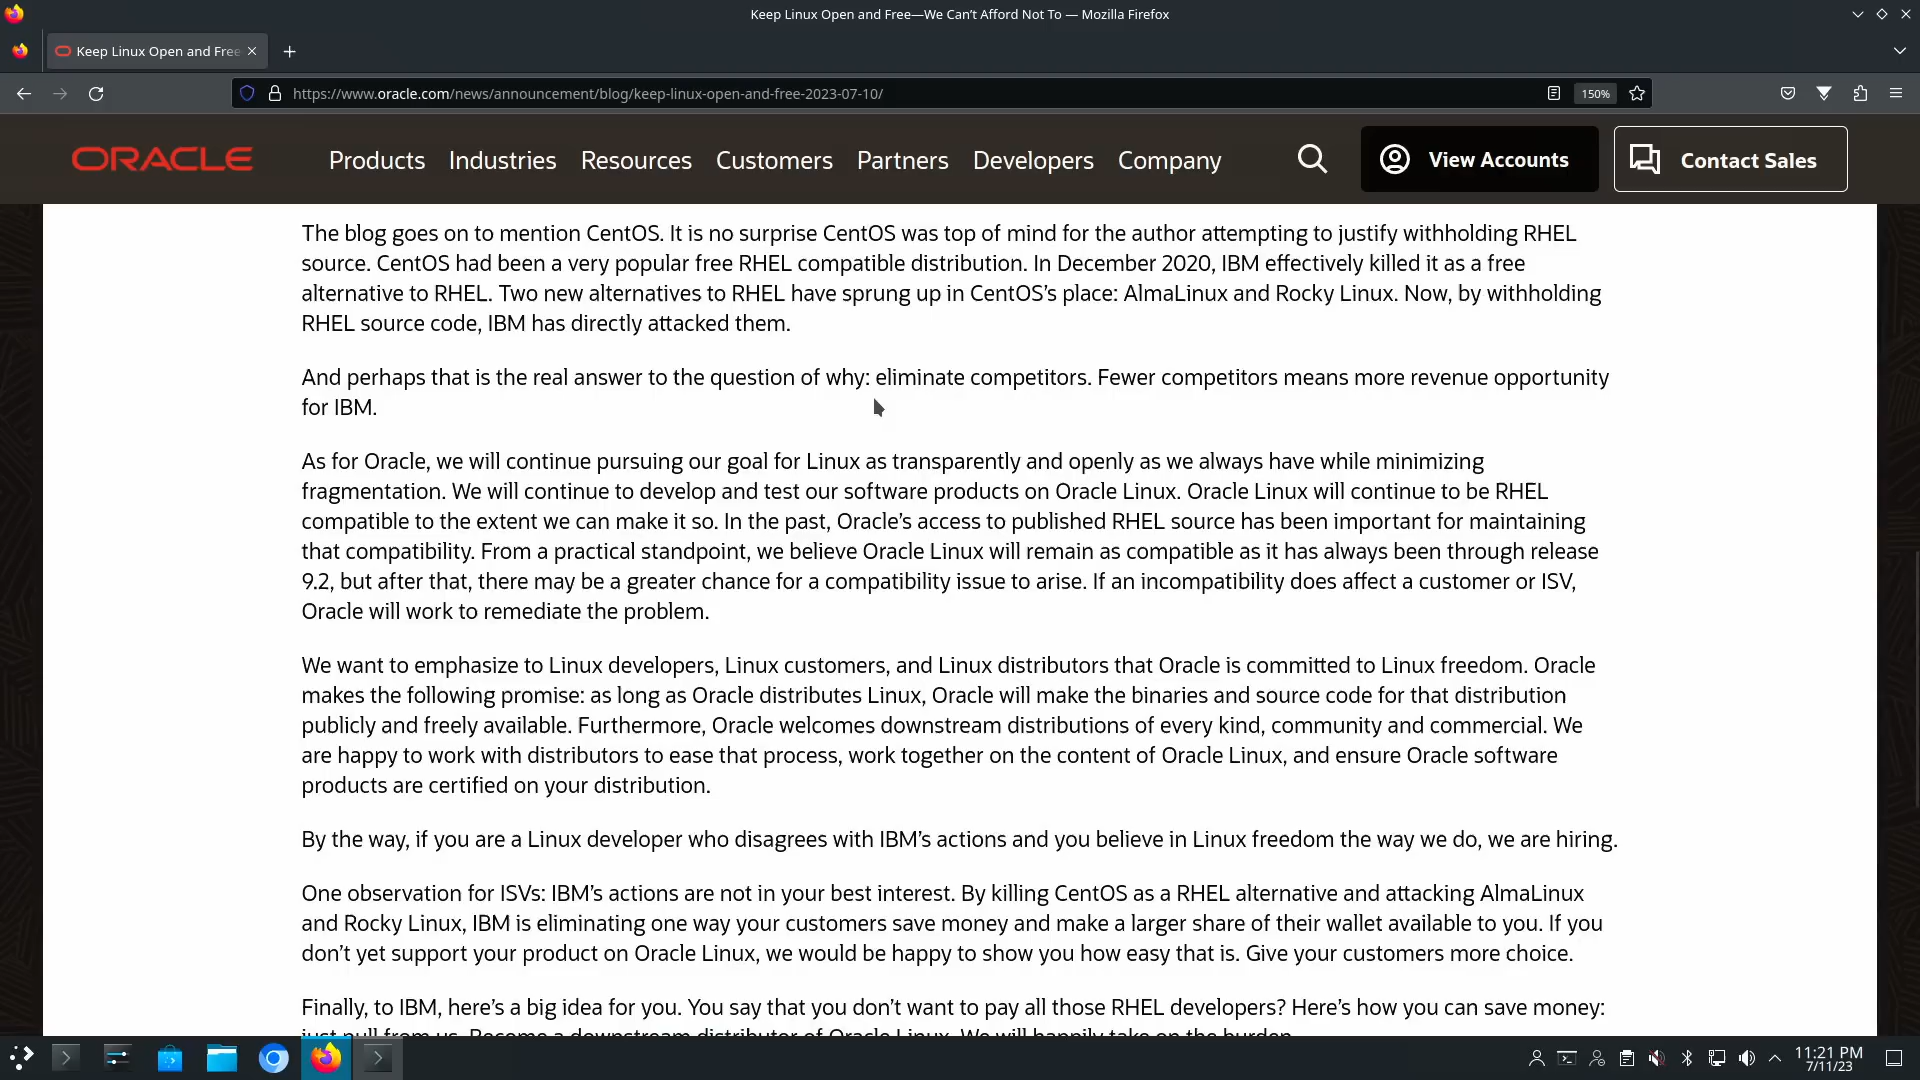 Keep Linux Open and Free—We Can't Afford Not To — Mozilla Firefox
Keep Linux Open and Free
https://www.oracle.com/news/announcement/blog/keep-linux-open-and-free-2023-07-10/
150%
ORACLE
Products Industries Resources Customers Partners Developers Company
View Accounts
Contact Sales
The blog goes on to mention CentOS. It is no surprise CentOS was top of mind for the author attempting to justify withholding RHEL
source. CentOS had been a very popular free RHEL compatible distribution. In December 2020, IBM effectively killed it as a free
alternative to RHEL. Two new alternatives to RHEL have sprung up in CentOS's place: AlmaLinux and Rocky Linux. Now, by withholding
RHEL source code, IBM has directly attacked them.
And perhaps that is the real answer to the question of why: eliminate competitors. Fewer competitors means more revenue opportunity
for IBM.
As for Oracle, we will continue pursuing our goal for Linux as transparently and openly as we always have while minimizing
fragmentation. We will continue to develop and test our software products on Oracle Linux. Oracle Linux will continue to be RHEL
compatible to the extent we can make it so. In the past, Oracle's access to published RHEL source has been important for maintaining
that compatibility. From a practical standpoint, we believe Oracle Linux will remain as compatible as it has always been through release
9.2, but after that, there may be a greater chance for a compatibility issue to arise. If an incompatibility does affect a customer or ISV,
Oracle will work to remediate the problem.
We want to emphasize to Linux developers, Linux customers, and Linux distributors that Oracle is committed to Linux freedom. Oracle
makes the following promise: as long as Oracle distributes Linux, Oracle will make the binaries and source code for that distribution
publicly and freely available. Furthermore, Oracle welcomes downstream distributions of every kind, community and commercial. We
are happy to work with distributors to ease that process, work together on the content of Oracle Linux, and ensure Oracle software
products are certified on your distribution.
By the way, if you are a Linux developer who disagrees with IBM's actions and you believe in Linux freedom the way we do, we are hiring.
One observation for ISVs: IBM's actions are not in your best interest. By killing CentOS as a RHEL alternative and attacking AlmaLinux
and Rocky Linux, IBM is eliminating one way your customers save money and make a larger share of their wallet available to you. If you
don't yet support your product on Oracle Linux, we would be happy to show you how easy that is. Give your customers more choice.
Finally, to IBM, here's a big idea for you. You say that you don't want to pay all those RHEL developers? Here's how you can save money:
just pull from us. Become a downstream distributor of Oracle Linux. We will happily take on the burden.
11:21 PM
7/11/23